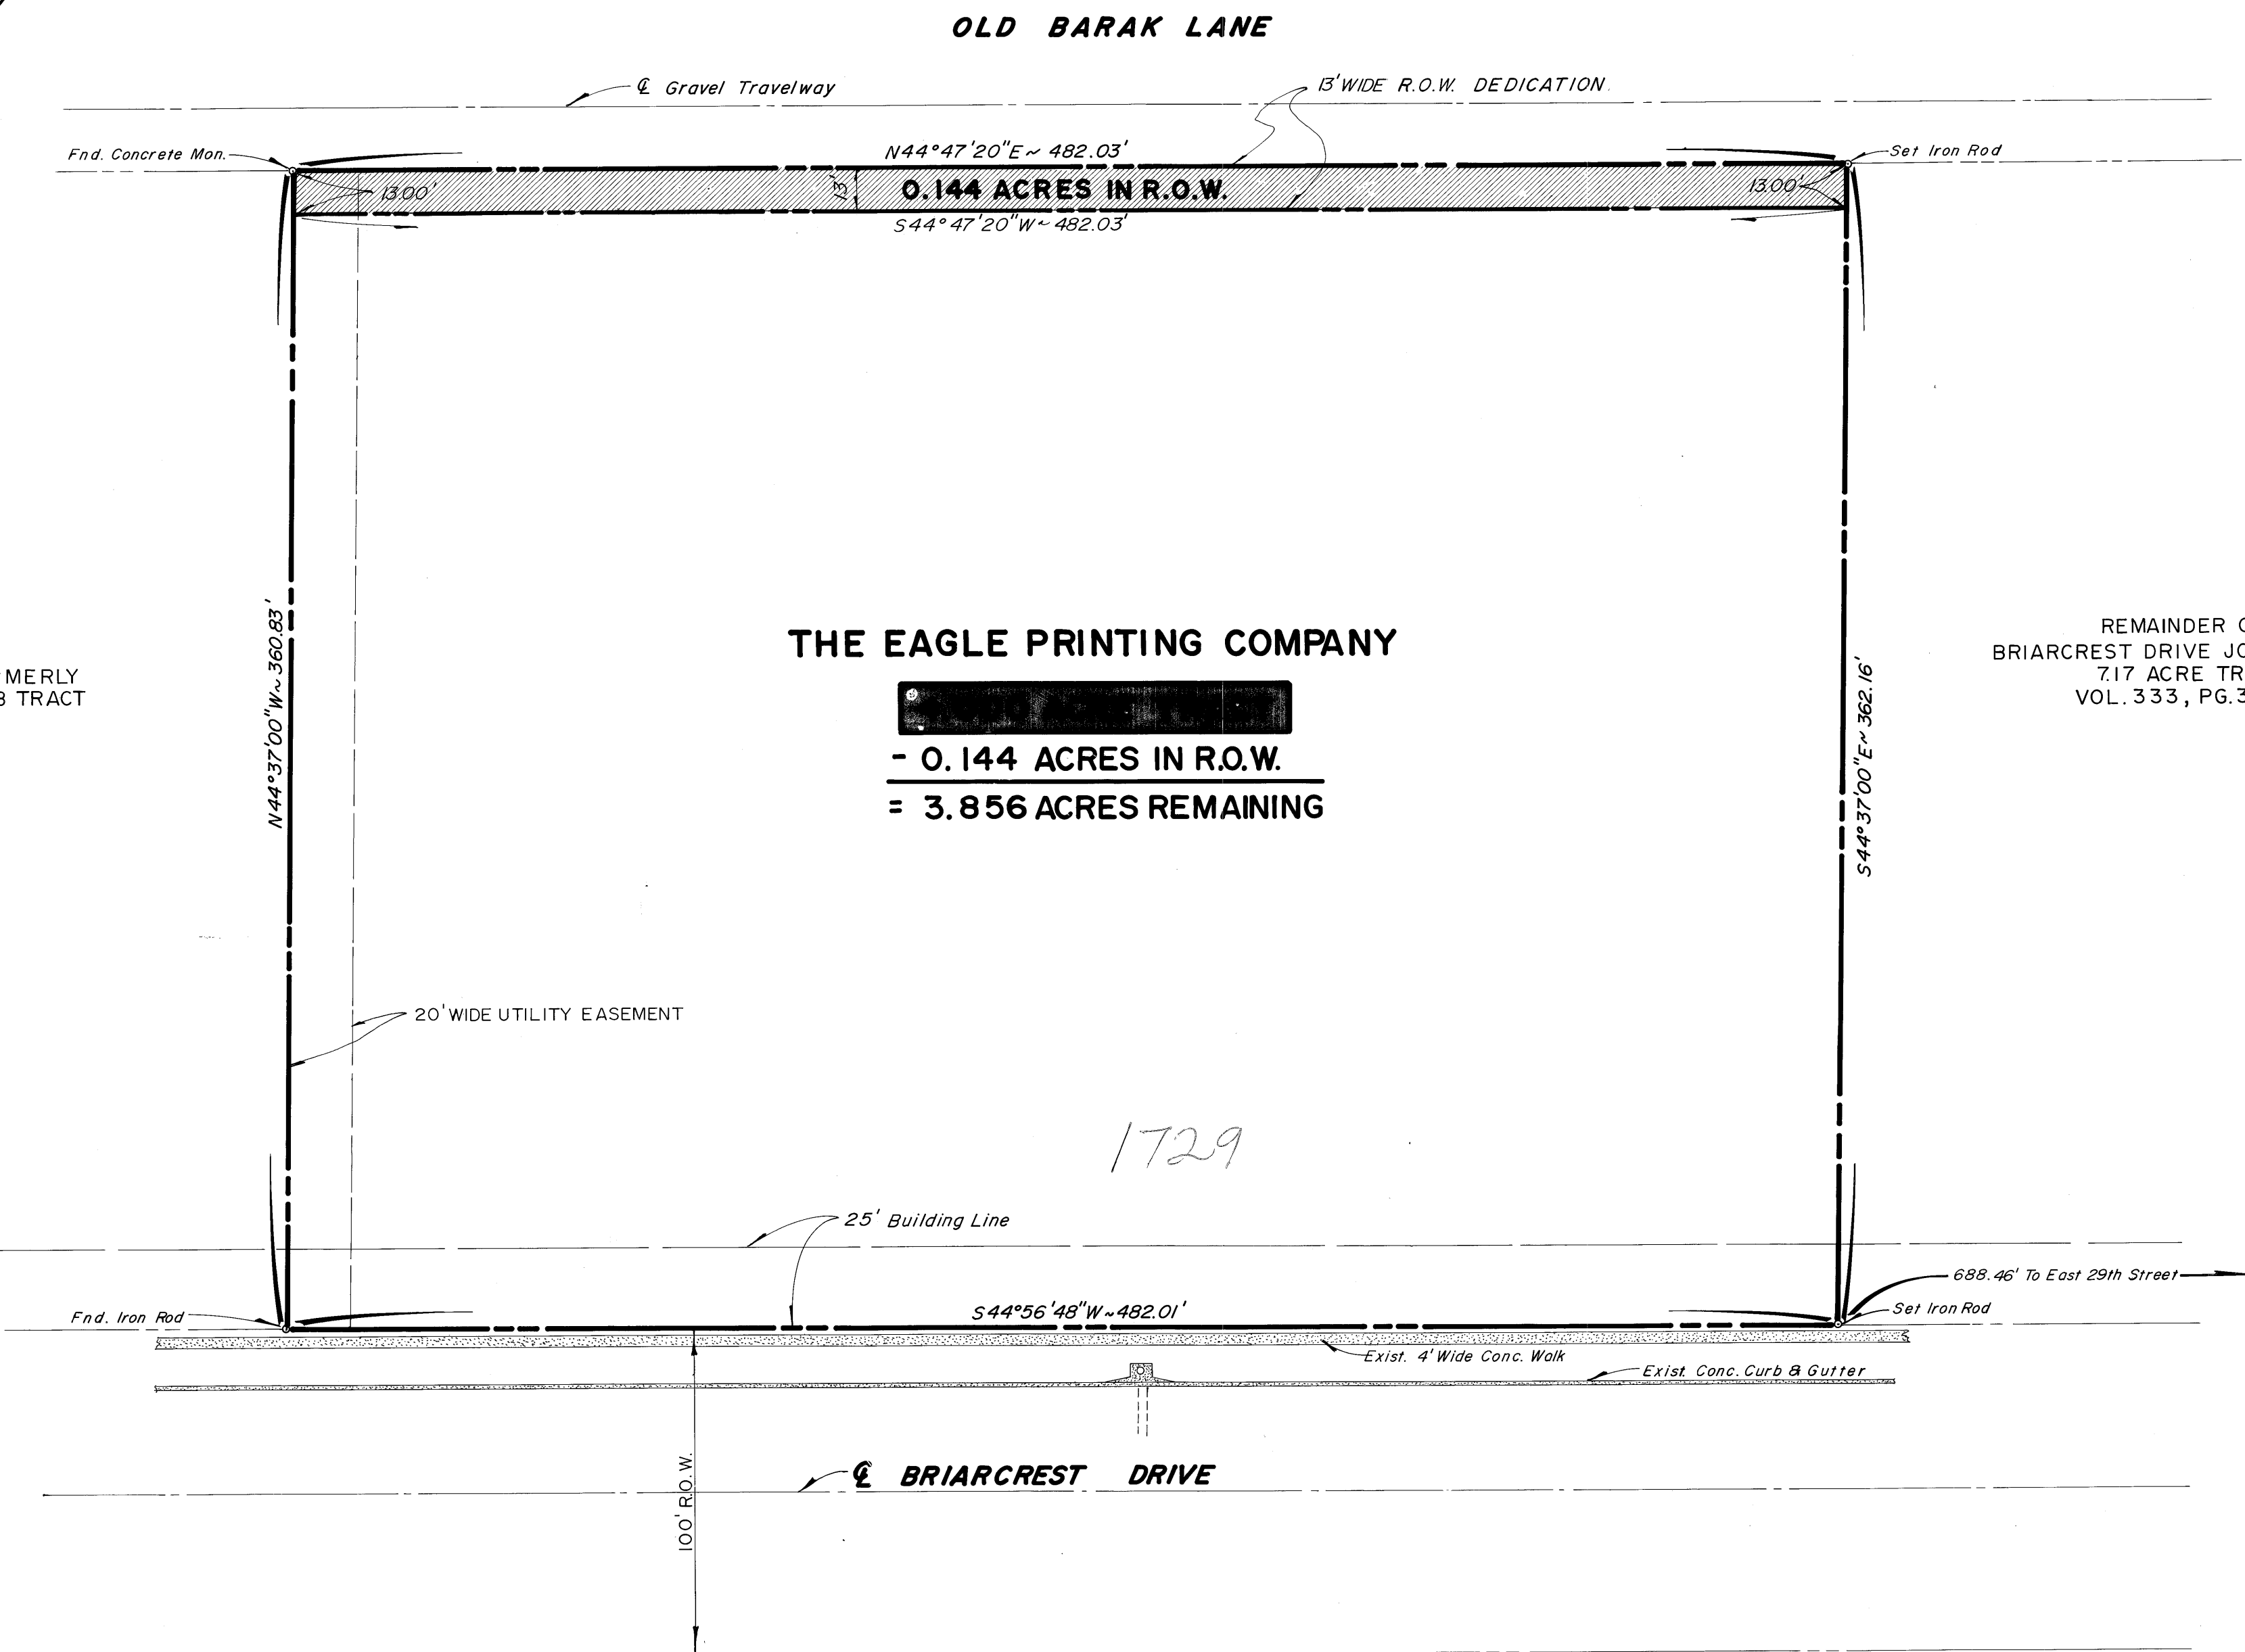 OLD BARAK LANE
℄ Gravel Travelway
13' WIDE R.O.W. DEDICATION
Fnd. Concrete Mon.
N44°47'20"E~ 482.03'
Set Iron Rod
13.00'
13'
0.144 ACRES IN R.O.W.
13.00'
S44°47'20"W~ 482.03'
N44°37'00"W~ 360.83'
THE EAGLE PRINTING COMPANY
- 0.144 ACRES IN R.O.W.
= 3.856 ACRES REMAINING
S44°37'00"E~ 362.16'
MERLY
TRACT
REMAINDER
BRIARCREST DRIVE
7.17 ACRE
VOL. 333, PG. 3
20' WIDE UTILITY EASEMENT
1729
25' Building Line
688.46' To East 29th Street
Fnd. Iron Rod
S44°56'48"W~482.01'
Set Iron Rod
Exist. 4' Wide Conc. Walk
Exist. Conc. Curb & Gutter
℄ BRIARCREST DRIVE
100' R.O.W.